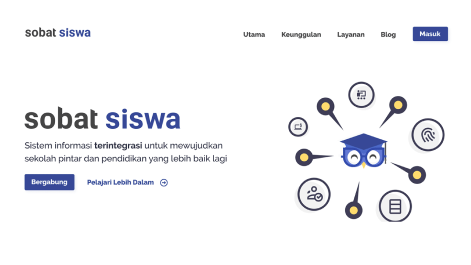 sobat siswa
Utama
Keunggulan
Layanan
Blog
Masuk
sobat siswa
Sistem informasi terintegrasi untuk mewujudkan
sekolah pintar dan pendidikan yang lebih baik lagi
Bergabung
Pelajari Lebih Dalam